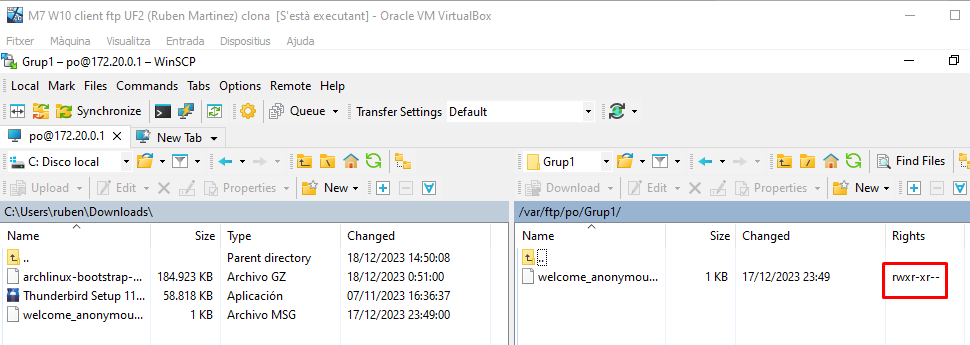 M7 W10 client ftp UF2 (Ruben Martinez) clona [S'està executant] - Oracle VM VirtualBox
Fitxer Màquina Visualitza Entrada Dispositius Ajuda
Grup1 – po@172.20.0.1 – WinSCP
Local Mark Files Commands Tabs Options Remote Help
Synchronize Queue Transfer Settings Default
po@172.20.0.1 New Tab
C: Disco local Grup1 Find Files
Upload Edit Properties New Download Edit Properties New
C:\Users\ruben\Downloads\ /var/ftp/po/Grup1/
Name Size Type Changed Name Size Changed Rights
.. Parent directory 18/12/2023 14:50:08 ..
archlinux-bootstrap-... 184.923 KB Archivo GZ 18/12/2023 0:51:00 welcome_anonymou... 1 KB 17/12/2023 23:49 rwxr-xr--
Thunderbird Setup 11... 58.818 KB Aplicación 07/11/2023 16:36:37
welcome_anonymou... 1 KB Archivo MSG 17/12/2023 23:49:00